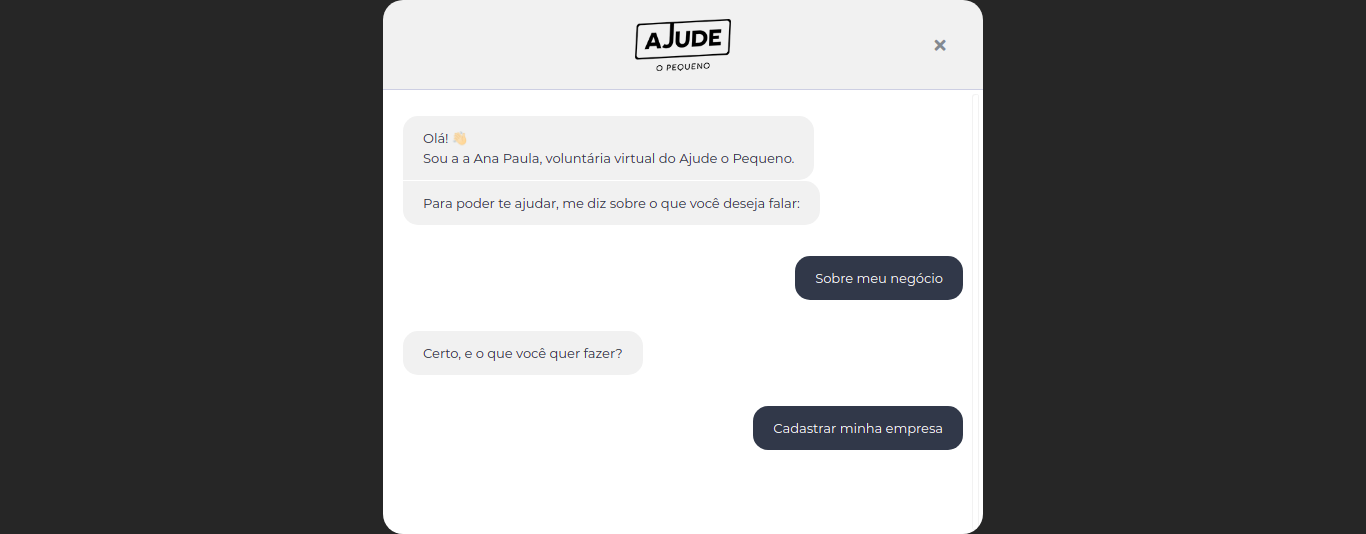 AJUDE
O PEQUENO
Olá! 👋🏻
Sou a a Ana Paula, voluntária virtual do Ajude o Pequeno.
Para poder te ajudar, me diz sobre o que você deseja falar:
Sobre meu negócio
Certo, e o que você quer fazer?
Cadastrar minha empresa